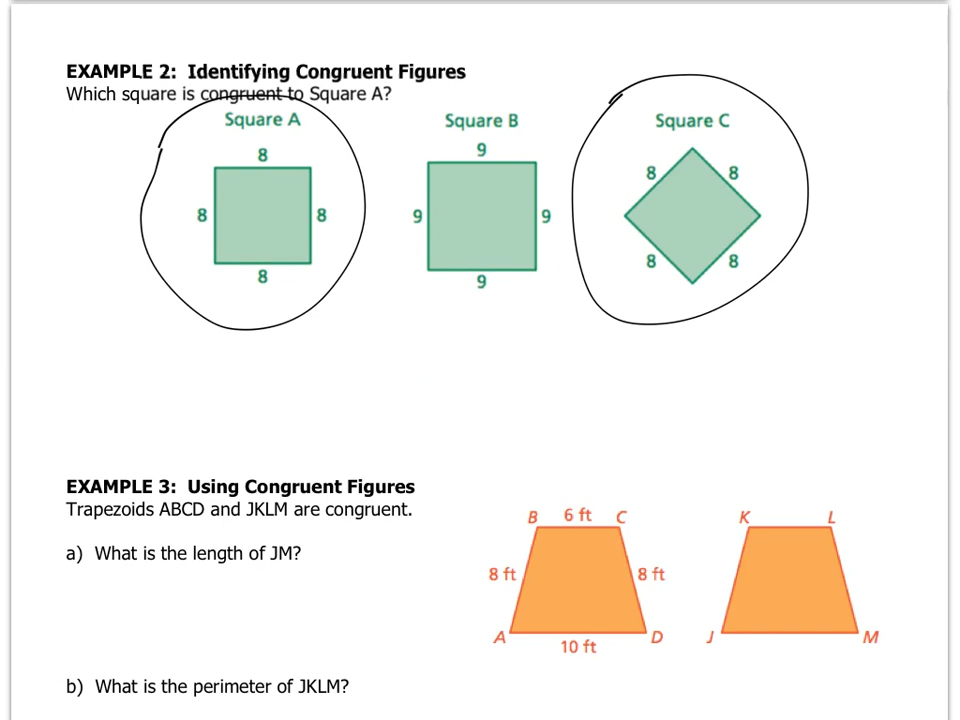 EXAMPLE 2: Identifying Congruent Figures
Which square is congruent to Square A?
Square A
Square B
Square C
8
8
8
8
9
9
9
9
8
8
8
8
EXAMPLE 3: Using Congruent Figures
Trapezoids ABCD and JKLM are congruent.
a) What is the length of JM?
B 6 ft C
8 ft
8 ft
A
D
10 ft
K
L
J
M
b) What is the perimeter of JKLM?